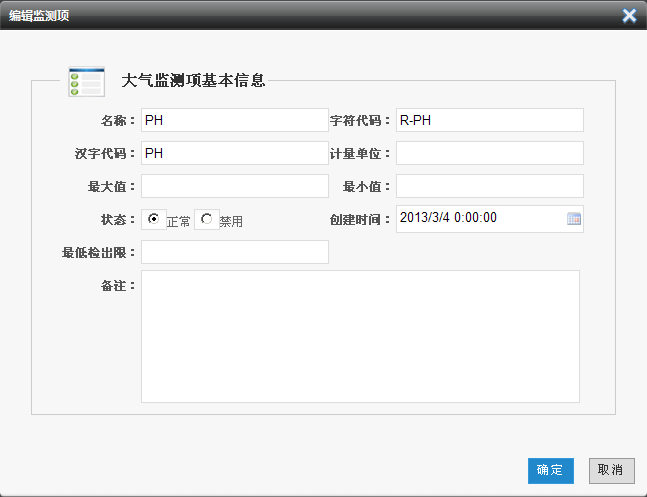 编辑监测项
大气监测项基本信息
名称： PH 字符代码： R-PH
汉字代码： PH 计量单位：
最大值： 最小值：
状态： 正常 禁用 创建时间： 2013/3/4 0:00:00
最低检出限：
备注：
确定 取消